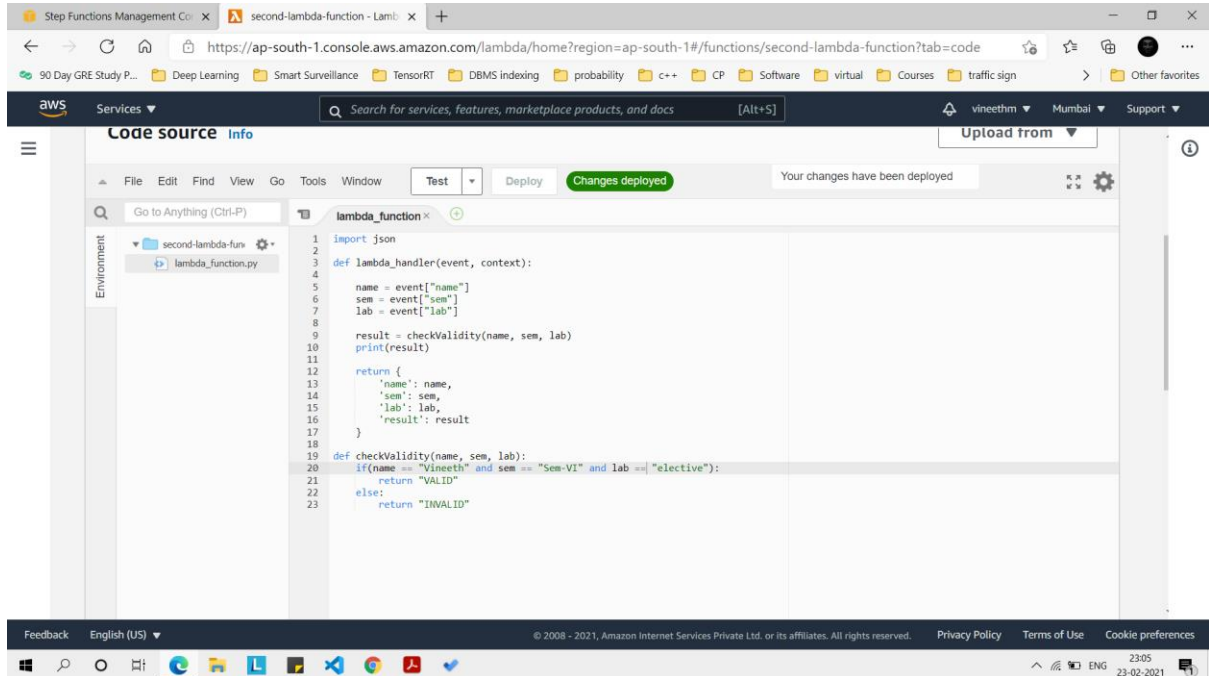 Step Functions Management Co
second-lambda-function - Lamb
https://ap-south-1.console.aws.amazon.com/lambda/home?region=ap-south-1#/functions/second-lambda-function?tab=code
90 Day GRE Study P... Deep Learning Smart Surveillance TensorRT DBMS indexing probability c++ CP Software virtual Courses traffic sign Other favorites
aws Services ▼ Search for services, features, marketplace products, and docs [Alt+S] vineethm ▼ Mumbai ▼ Support ▼
Code source Info Upload from ▼
File Edit Find View Go Tools Window Test Deploy Changes deployed Your changes have been deployed
Go to Anything (Ctrl-P) lambda_function
Environment
second-lambda-fun
lambda_function.py
1 import json
2
3 def lambda_handler(event, context):
4
5     name = event["name"]
6     sem = event["sem"]
7     lab = event["lab"]
8
9     result = checkValidity(name, sem, lab)
10     print(result)
11
12     return {
13         'name': name,
14         'sem': sem,
15         'lab': lab,
16         'result': result
17     }
18
19 def checkValidity(name, sem, lab):
20     if(name == "Vineeth" and sem == "Sem-VI" and lab == "elective"):
21         return "VALID"
22     else:
23         return "INVALID"
Feedback English (US) ▼ © 2008 - 2021, Amazon Internet Services Private Ltd. or its affiliates. All rights reserved. Privacy Policy Terms of Use Cookie preferences
ENG 23:05
23-02-2021